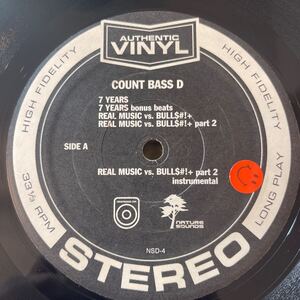 AUTHENTIC
VINYL
HIGH FIDELITY
HIGH FIDELITY
COUNT BASS D
7 YEARS
7 YEARS bonus beats
REAL MUSIC vs. BULL$#!+
REAL MUSIC vs. BULL$#!+ part 2
SIDE A
REAL MUSIC vs. BULL$#!+ part 2
instrumental
NATURE
SOUNDS
NSD-4
33⅓ RPM
LONG PLAY
STEREO